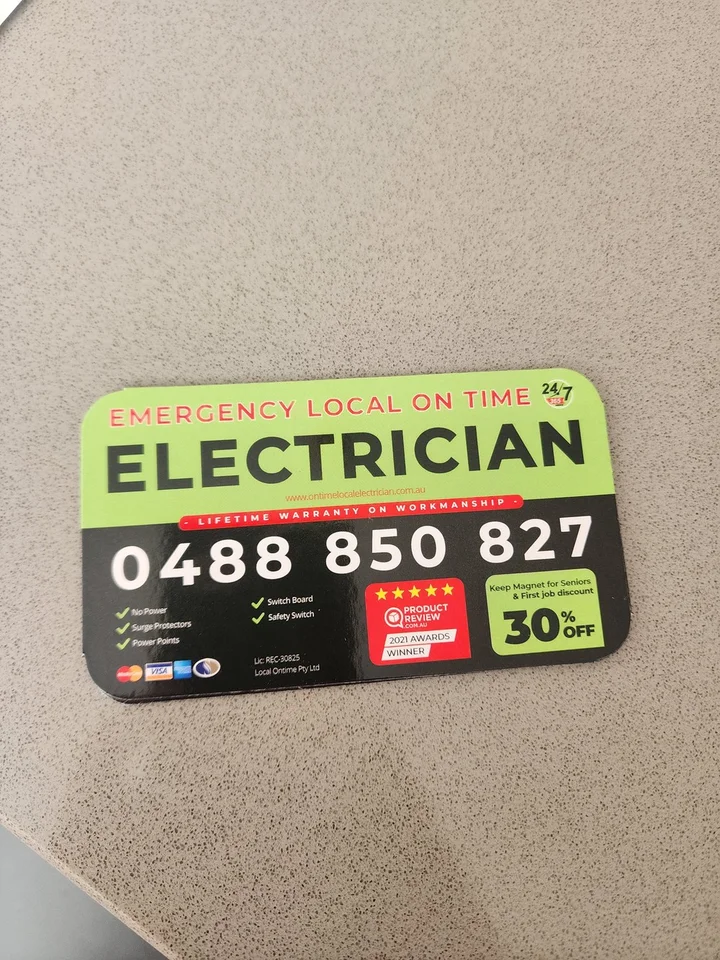 EMERGENCY LOCAL ON TIME
24/7
365
ELECTRICIAN
www.ontimelocalelectrician.com.au
- LIFETIME WARRANTY ON WORKMANSHIP -
0488 850 827
No Power
Surge Protectors
Power Points
Switch Board
Safety Switch
PRODUCT
REVIEW
.COM.AU
2021 AWARDS
WINNER
Keep Magnet for Seniors
& First job discount
30% OFF
VISA
Lic: REC-30825
Local Ontime Pty Ltd